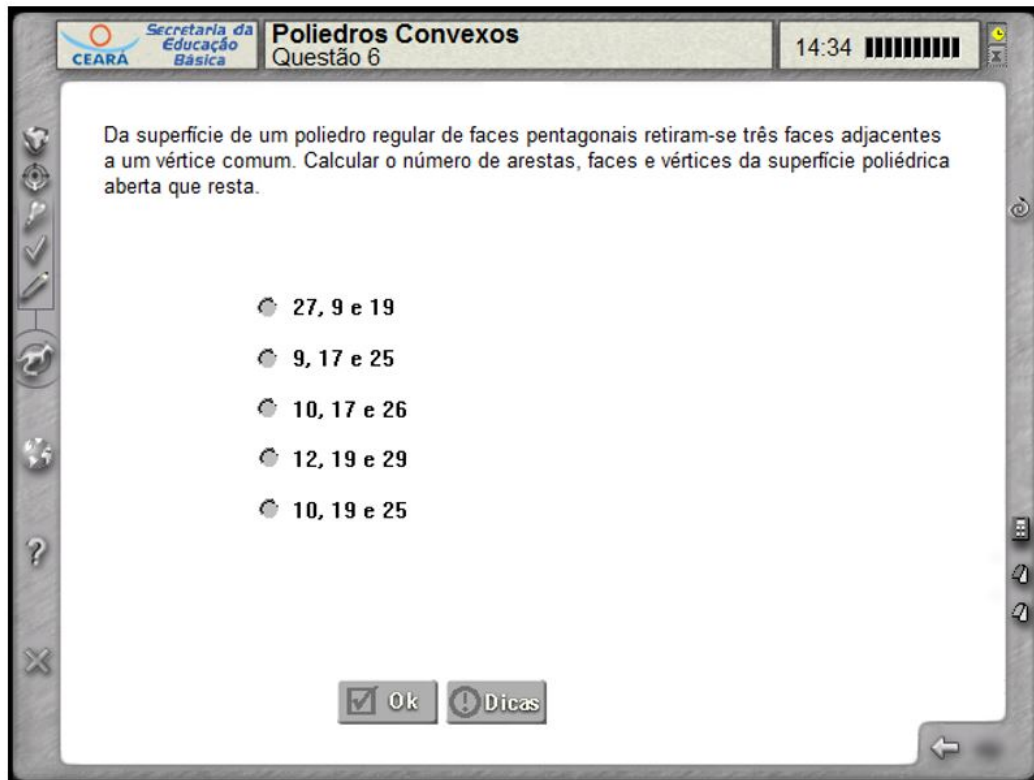 CEARÁ
Secretaria da
Educação
Básica
Poliedros Convexos
Questão 6
14:34
Da superfície de um poliedro regular de faces pentagonais retiram-se três faces adjacentes
a um vértice comum. Calcular o número de arestas, faces e vértices da superfície poliédrica
aberta que resta.
27, 9 e 19
9, 17 e 25
10, 17 e 26
12, 19 e 29
10, 19 e 25
?
Ok
Dicas